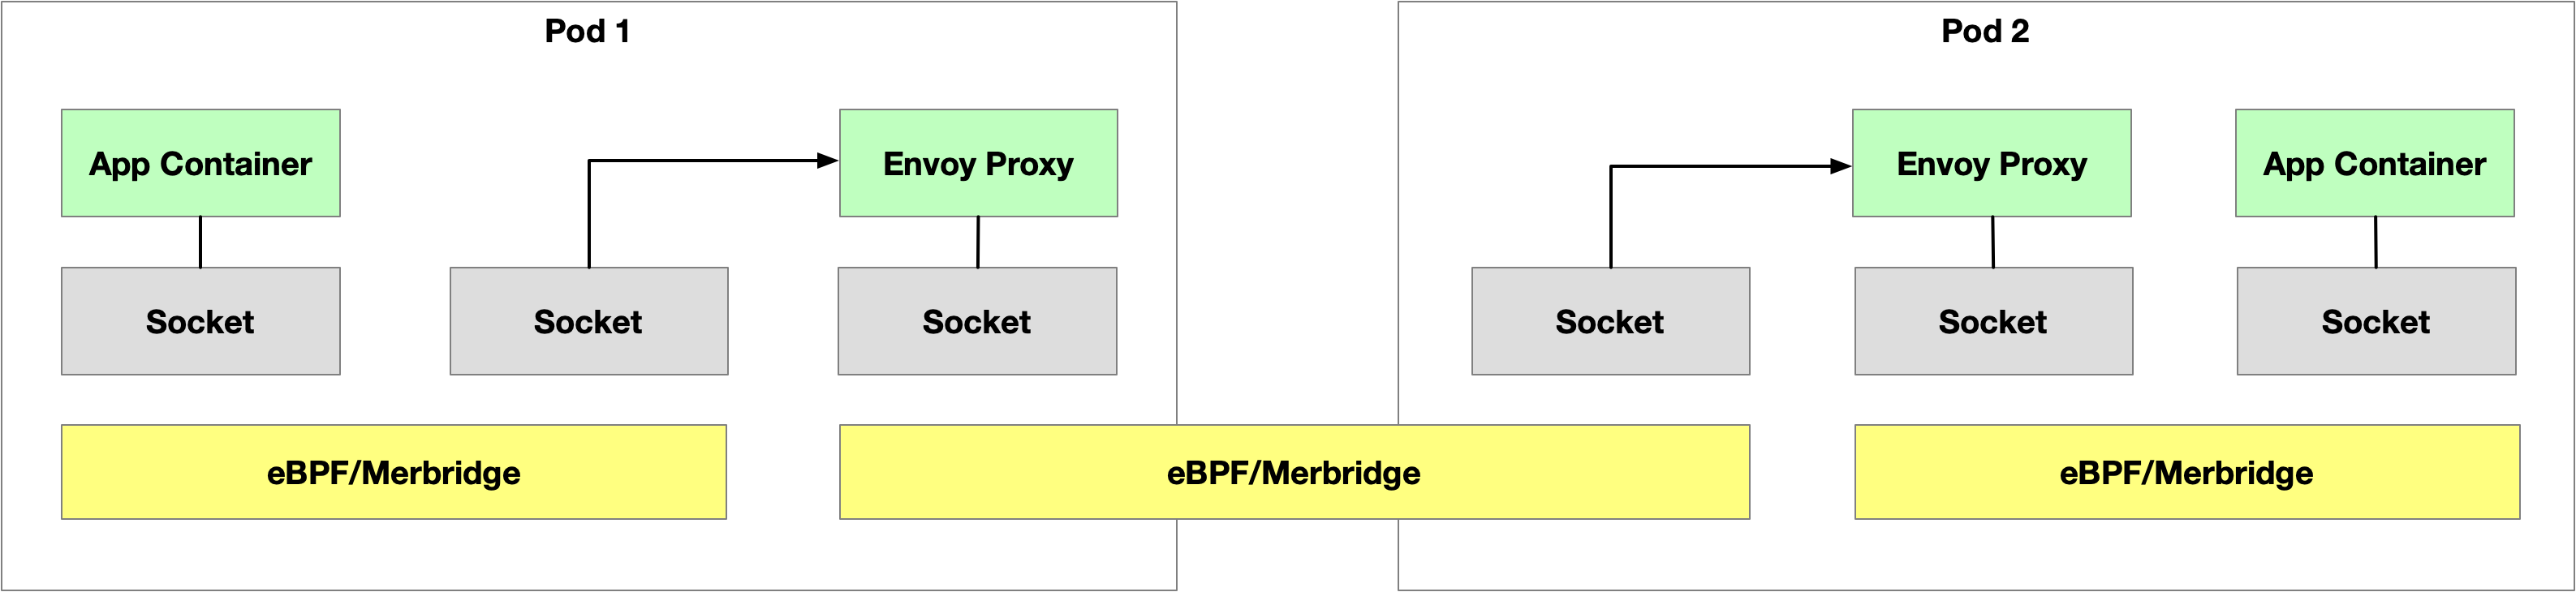 Pod 1
Pod 2
App Container
Envoy Proxy
Envoy Proxy
App Container
Socket
Socket
Socket
Socket
Socket
Socket
eBPF/Merbridge
eBPF/Merbridge
eBPF/Merbridge